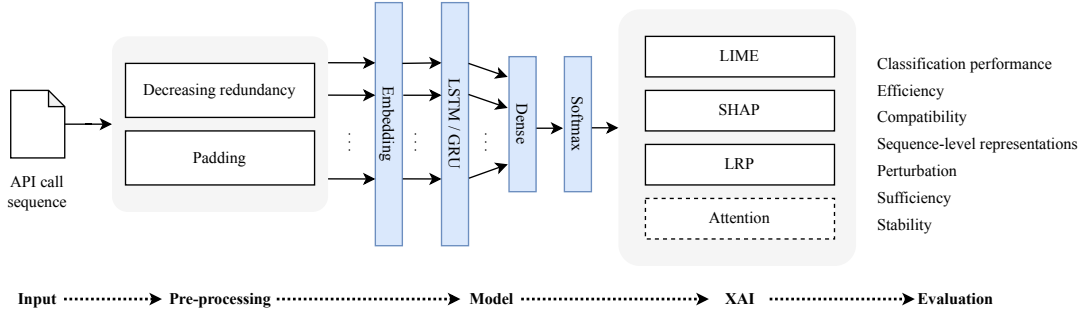 API call
sequence
Decreasing redundancy
Padding
Embedding
LSTM / GRU
Dense
Softmax
LIME
SHAP
LRP
Attention
Classification performance
Efficiency
Compatibility
Sequence-level representations
Perturbation
Sufficiency
Stability
Input
Pre-processing
Model
XAI
Evaluation